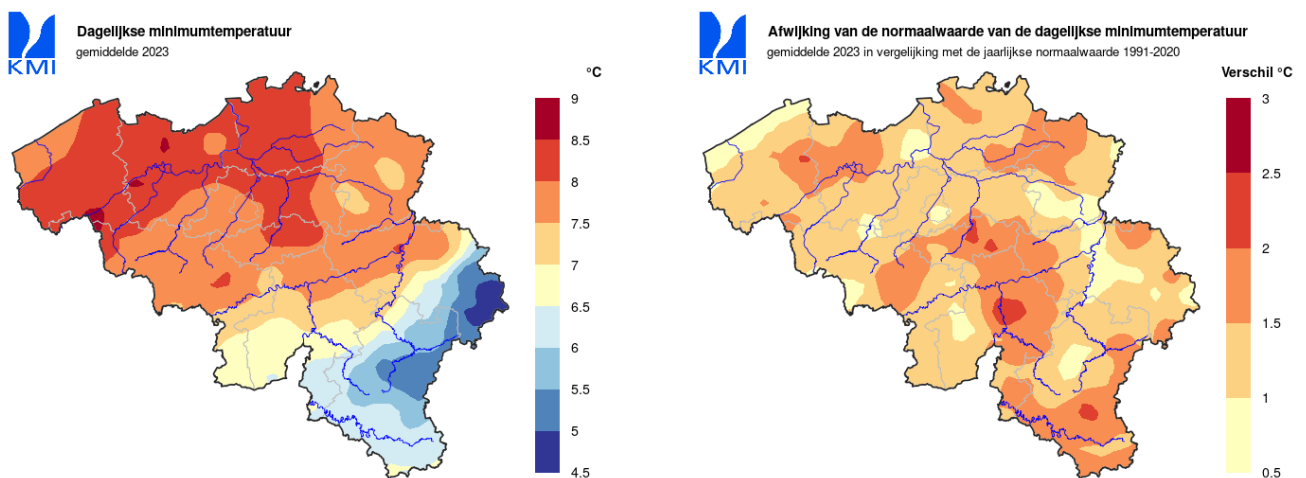 KMI
Dagelijkse minimumtemperatuur
gemiddelde 2023
°C
9
8.5
8
7.5
7
6.5
6
5.5
5
4.5
KMI
Afwijking van de normaalwaarde van de dagelijkse minimumtemperatuur
gemiddelde 2023 in vergelijking met de jaarlijkse normaalwaarde 1991-2020
Verschil °C
3
2.5
2
1.5
1
0.5